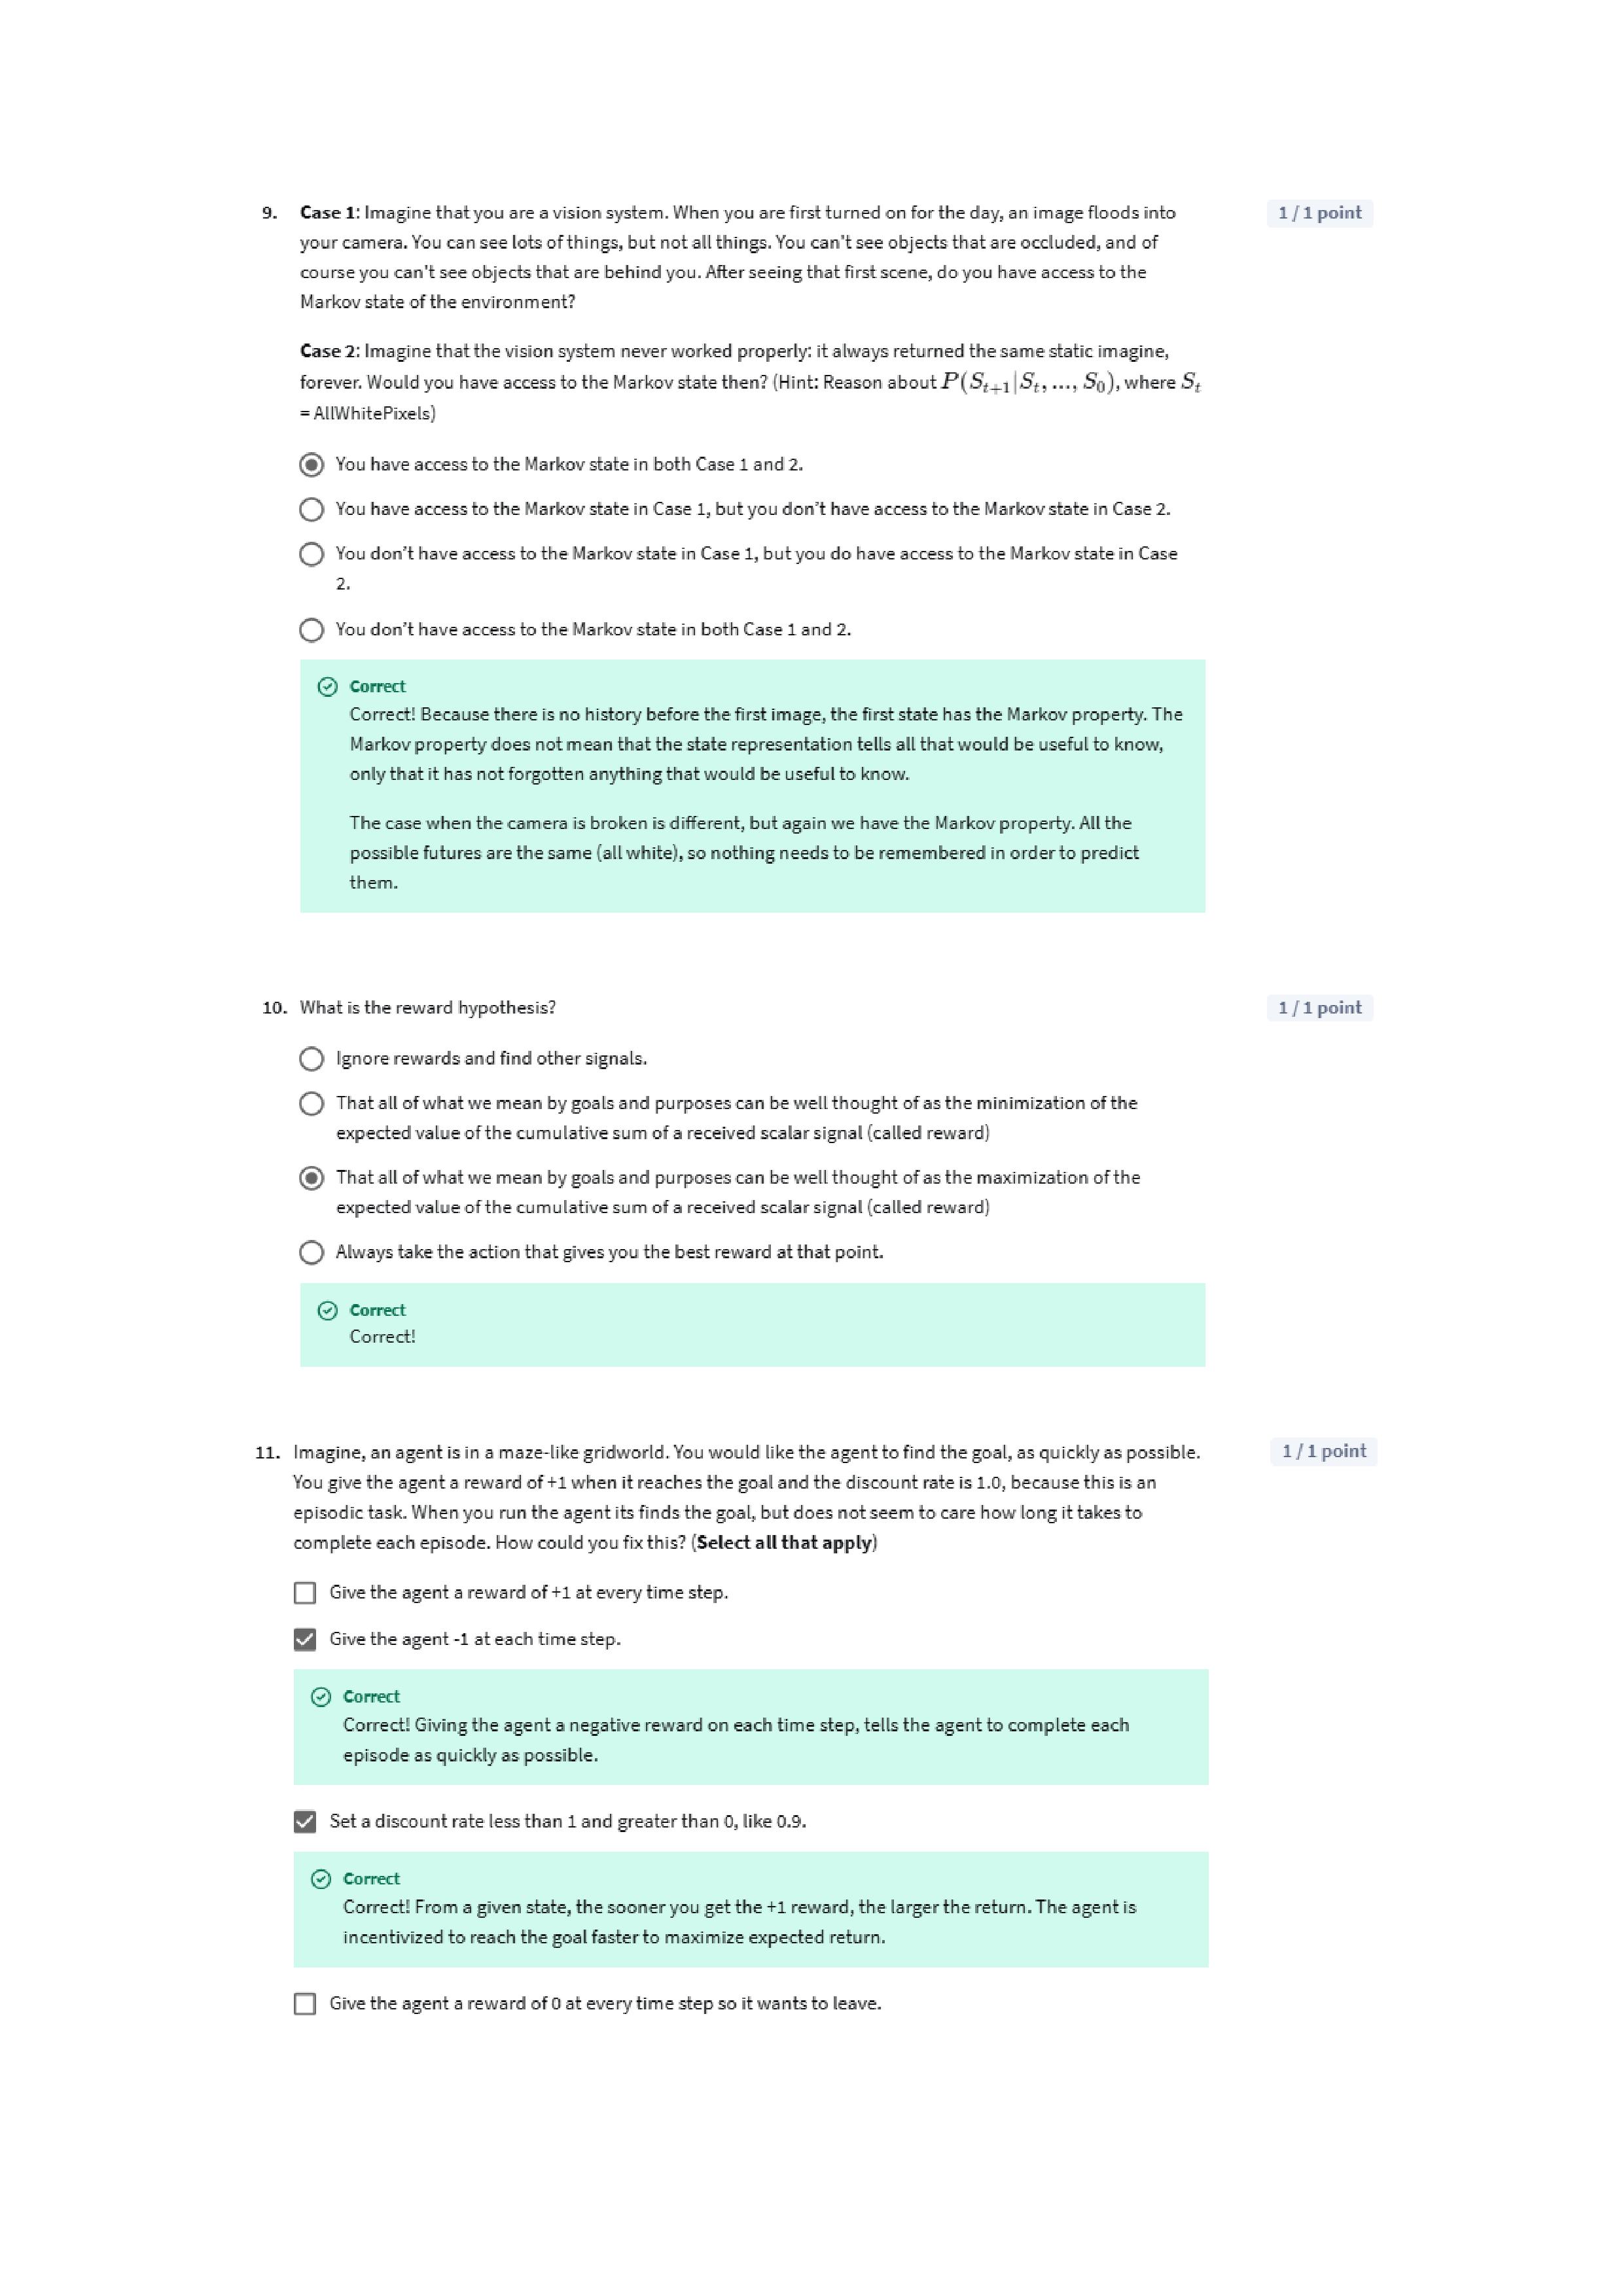 9. Case 1: Imagine that you are a vision system. When you are first turned on for the day, an image floods into
1 / 1 point
your camera. You can see lots of things, but not all things. You can't see objects that are occluded, and of
course you can't see objects that are behind you. After seeing that first scene, do you have access to the
Markov state of the environment?
Case 2: Imagine that the vision system never worked properly: it always returned the same static imagine,
forever. Would you have access to the Markov state then? (Hint: Reason about P(S_{t+1}|S_t, ..., S_0), where S_t
= AllWhitePixels)
You have access to the Markov state in both Case 1 and 2.
You have access to the Markov state in Case 1, but you don’t have access to the Markov state in Case 2.
You don’t have access to the Markov state in Case 1, but you do have access to the Markov state in Case
2.
You don’t have access to the Markov state in both Case 1 and 2.
Correct
Correct! Because there is no history before the first image, the first state has the Markov property. The
Markov property does not mean that the state representation tells all that would be useful to know,
only that it has not forgotten anything that would be useful to know.
The case when the camera is broken is different, but again we have the Markov property. All the
possible futures are the same (all white), so nothing needs to be remembered in order to predict
them.
10. What is the reward hypothesis?
1 / 1 point
Ignore rewards and find other signals.
That all of what we mean by goals and purposes can be well thought of as the minimization of the
expected value of the cumulative sum of a received scalar signal (called reward)
That all of what we mean by goals and purposes can be well thought of as the maximization of the
expected value of the cumulative sum of a received scalar signal (called reward)
Always take the action that gives you the best reward at that point.
Correct
Correct!
11. Imagine, an agent is in a maze-like gridworld. You would like the agent to find the goal, as quickly as possible.
1 / 1 point
You give the agent a reward of +1 when it reaches the goal and the discount rate is 1.0, because this is an
episodic task. When you run the agent its finds the goal, but does not seem to care how long it takes to
complete each episode. How could you fix this? (Select all that apply)
Give the agent a reward of +1 at every time step.
Give the agent -1 at each time step.
Correct
Correct! Giving the agent a negative reward on each time step, tells the agent to complete each
episode as quickly as possible.
Set a discount rate less than 1 and greater than 0, like 0.9.
Correct
Correct! From a given state, the sooner you get the +1 reward, the larger the return. The agent is
incentivized to reach the goal faster to maximize expected return.
Give the agent a reward of 0 at every time step so it wants to leave.